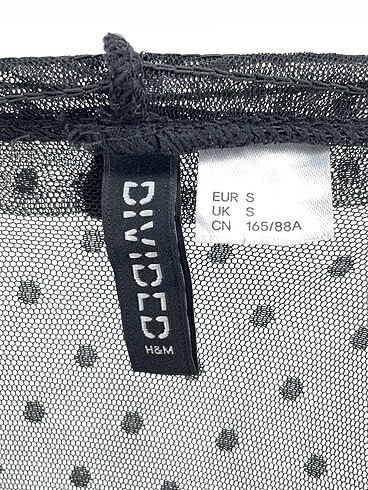 DIVIDED
H&M
EUR S
UK S
CN 165/88A